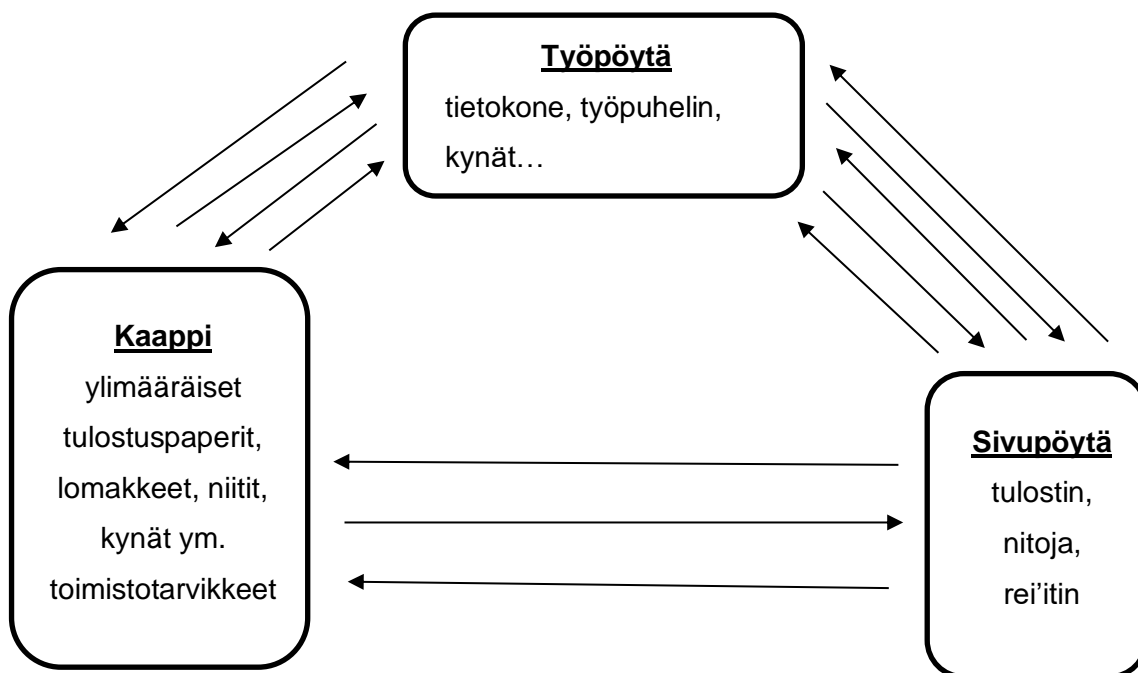 Työpöytä
tietokone, työpuhelin,
kynät…
Kaappi
ylimääräiset
tulostuspaperit,
lomakkeet, niitit,
kynät ym.
toimistotarvikkeet
Sivupöytä
tulostin,
nitoja,
rei’itin